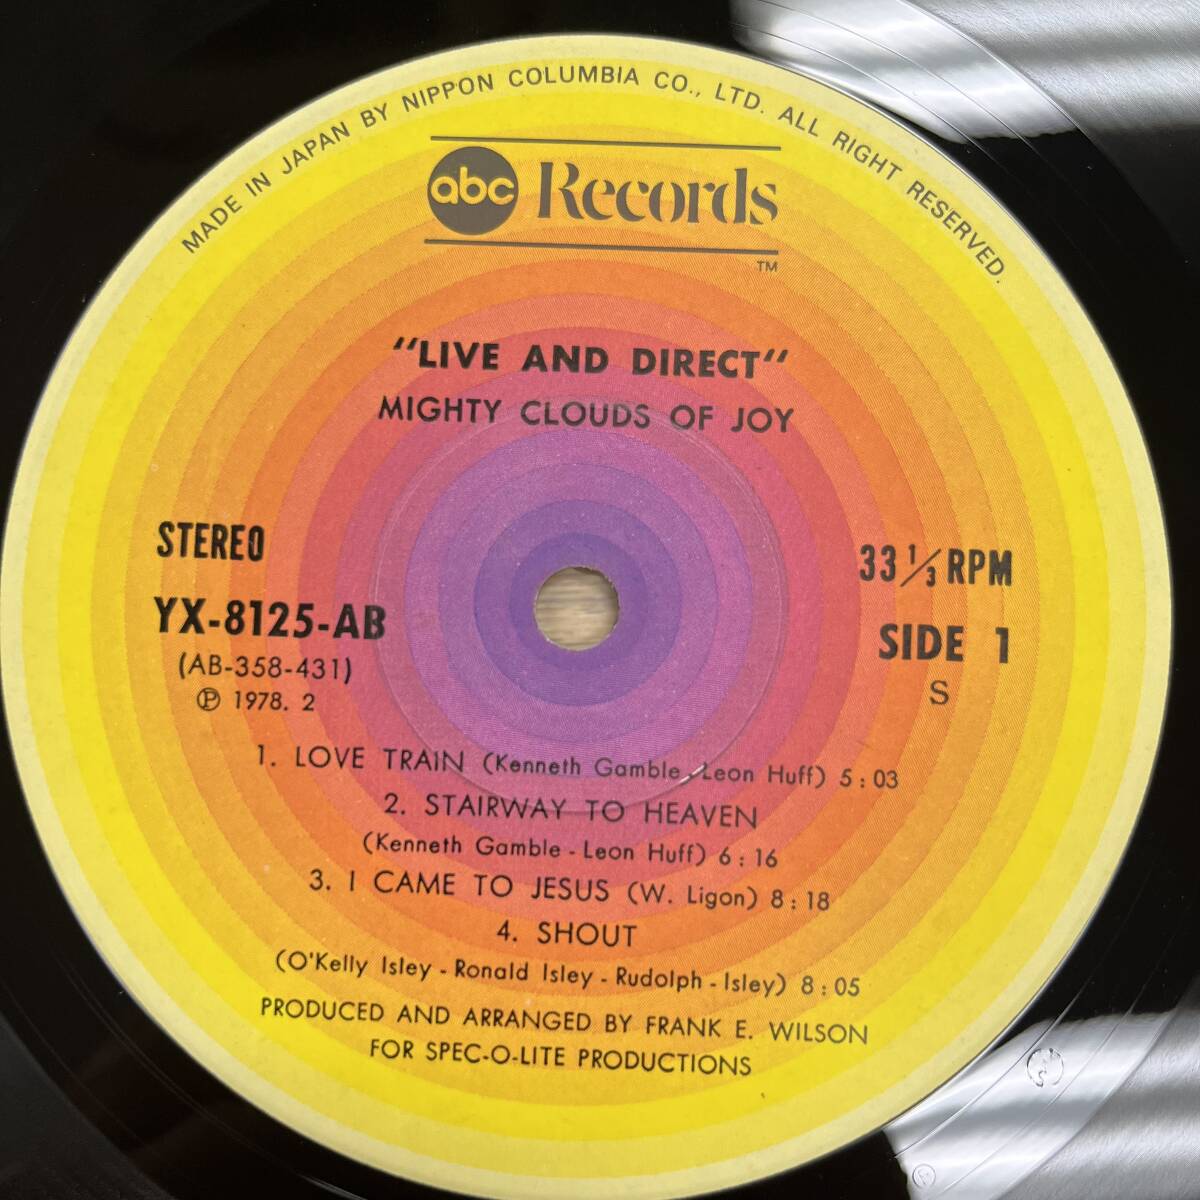 MADE IN JAPAN BY NIPPON COLUMBIA CO., LTD. ALL RIGHT RESERVED.
abc Records
TM
"LIVE AND DIRECT"
MIGHTY CLOUDS OF JOY
STEREO
33 1/3 RPM
YX-8125-AB
SIDE 1
(AB-358-431)
S
Ⓟ 1978. 2
1. LOVE TRAIN (Kenneth Gamble-Leon Huff) 5:03
2. STAIRWAY TO HEAVEN
(Kenneth Gamble-Leon Huff) 6:16
3. I CAME TO JESUS (W. Ligon) 8:18
4. SHOUT
(O'Kelly Isley-Ronald Isley-Rudolph-Isley) 8:05
PRODUCED AND ARRANGED BY FRANK E. WILSON
FOR SPEC-O-LITE PRODUCTIONS